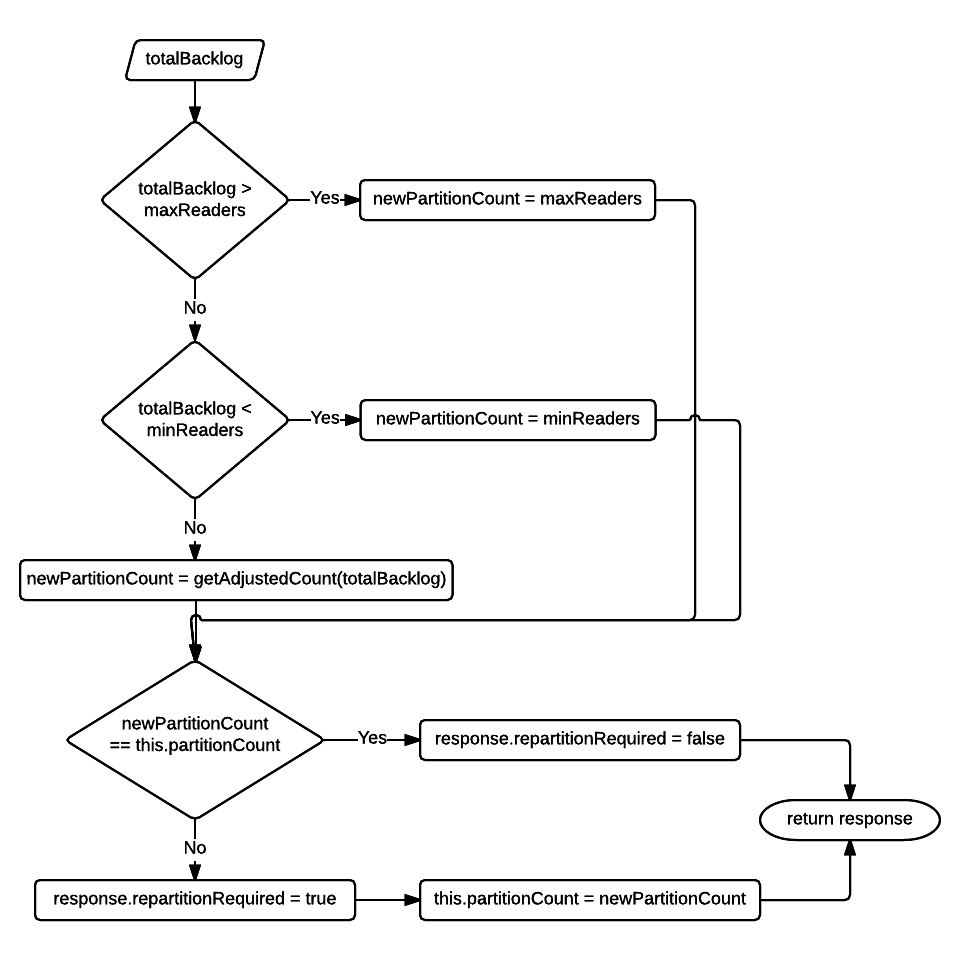 totalBacklog
totalBacklog >
maxReaders
Yes
newPartitionCount = maxReaders
No
totalBacklog <
minReaders
Yes
newPartitionCount = minReaders
No
newPartitionCount = getAdjustedCount(totalBacklog)
newPartitionCount
== this.partitionCount
Yes
response.repartitionRequired = false
return response
No
response.repartitionRequired = true
this.partitionCount = newPartitionCount